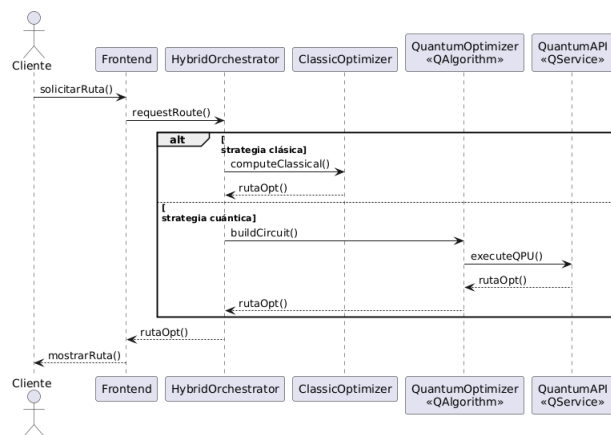 Cliente
Frontend
HybridOrchestrator
ClassicOptimizer
QuantumOptimizer
«QAlgorithm»
QuantumAPI
«QService»
solicitarRuta()
requestRoute()
alt
[
strategia clásica]
computeClassical()
rutaOpt()
[
strategia cuántica]
buildCircuit()
executeQPU()
rutaOpt()
rutaOpt()
rutaOpt()
mostrarRuta()
Cliente
Frontend
HybridOrchestrator
ClassicOptimizer
QuantumOptimizer
«QAlgorithm»
QuantumAPI
«QService»